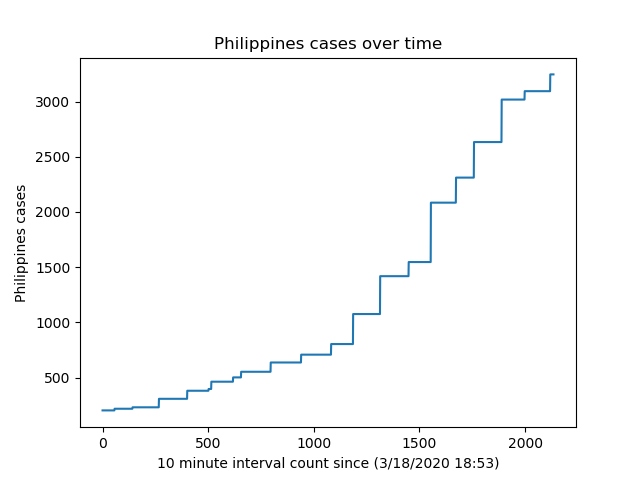 Philippines cases over time
Philippines cases
3000
2500
2000
1500
1000
500
0 500 1000 1500 2000
10 minute interval count since (3/18/2020 18:53)